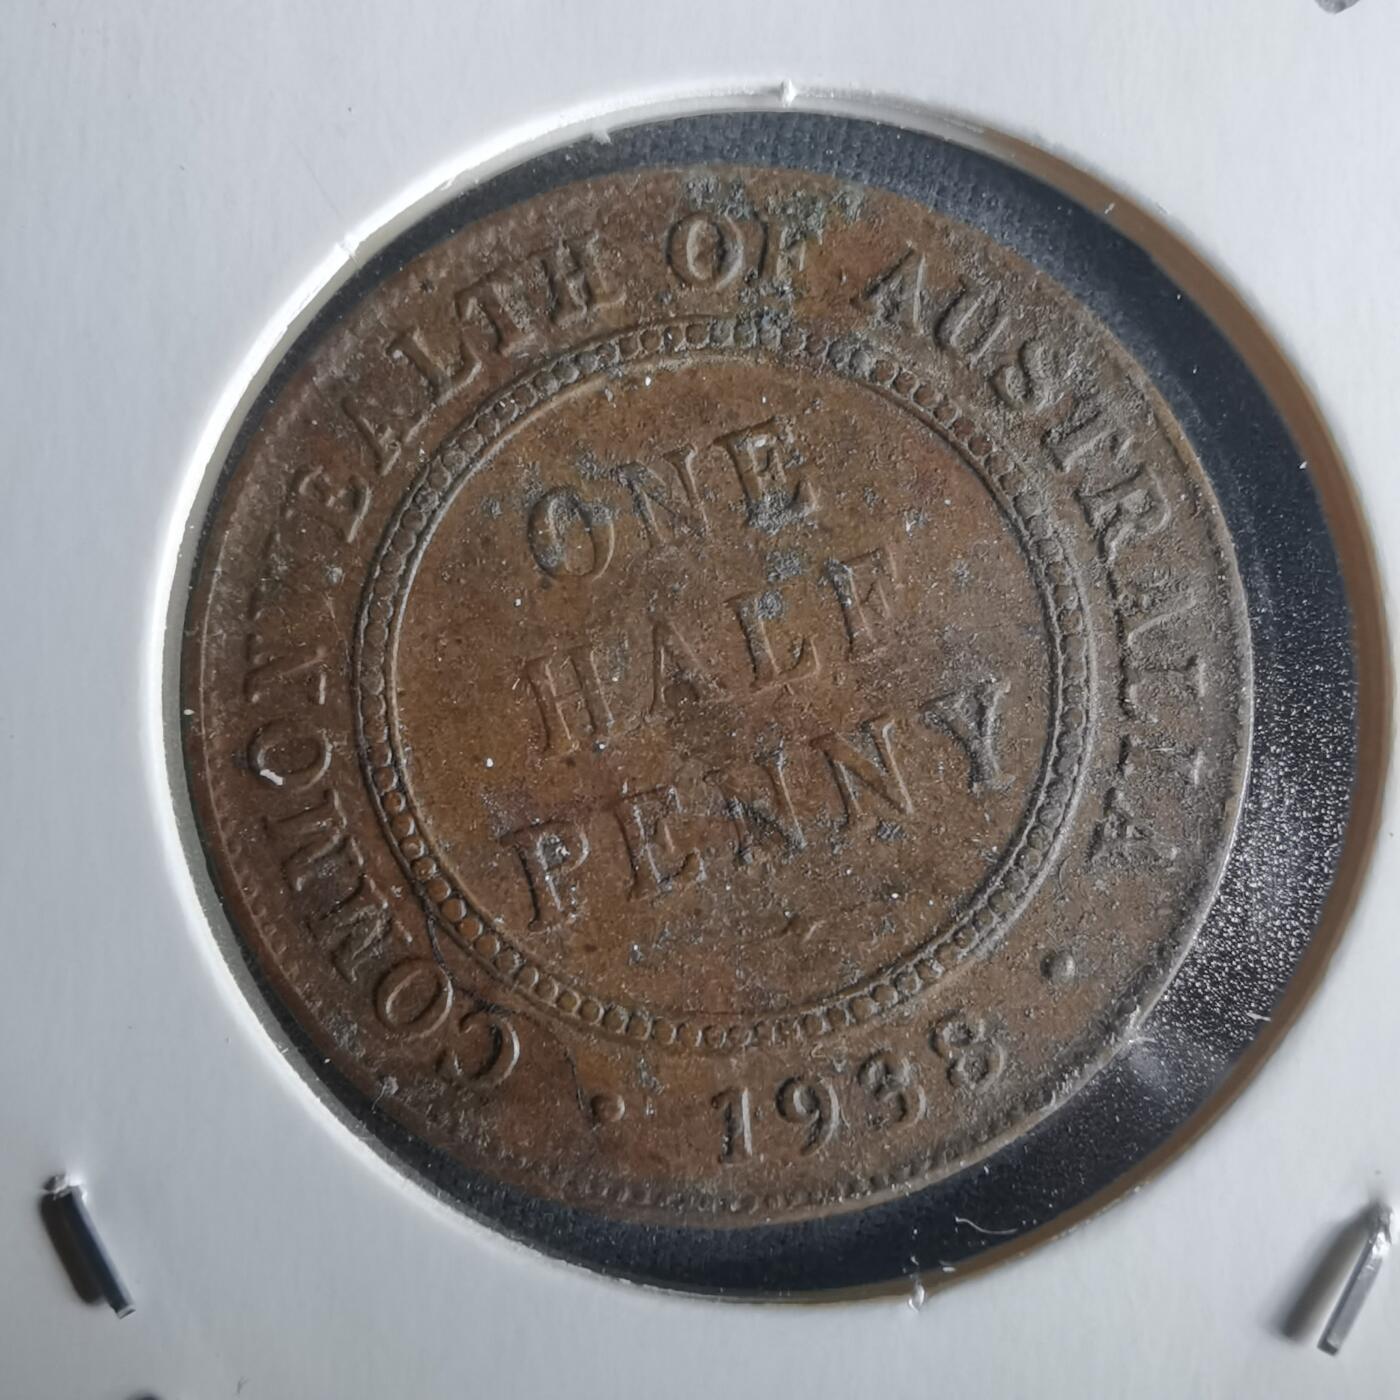 COMMONWEALTH OF AUSTRALIA
ONE
HALF
PENNY
1938